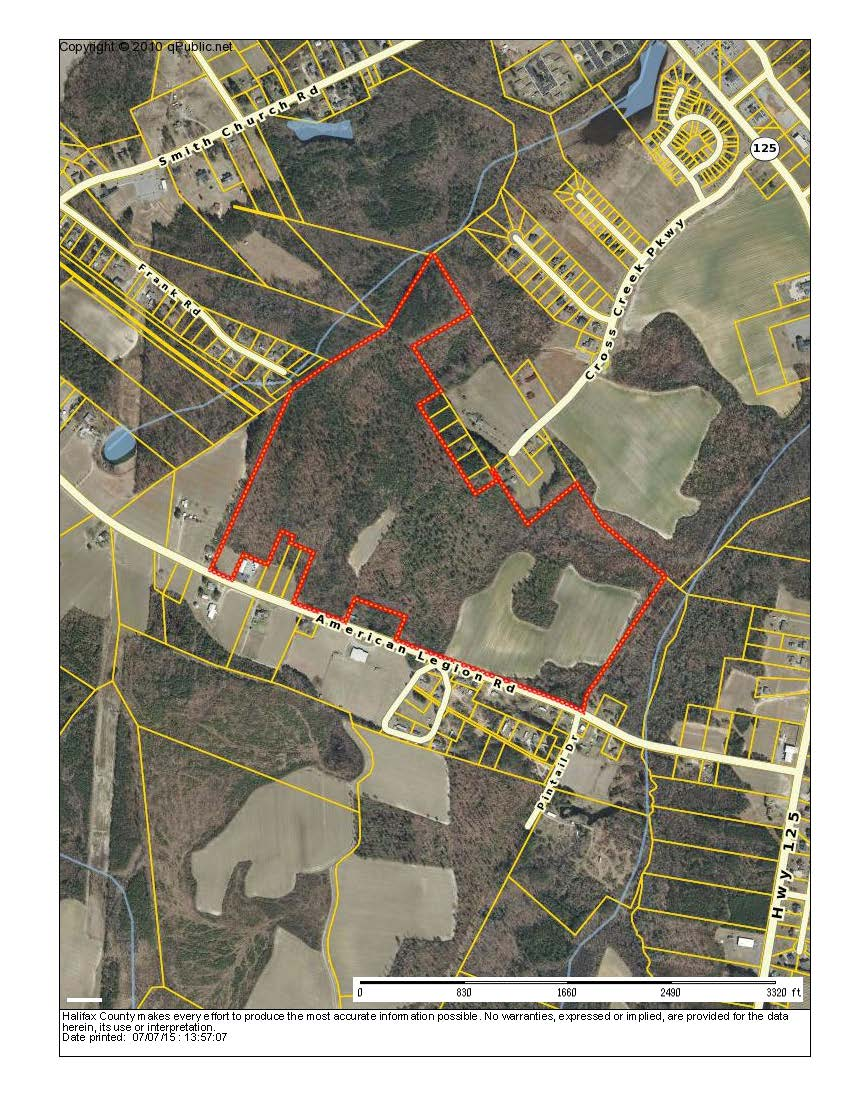 Copyright © 2010 qPublic.net
Smith Church Rd
125
Cross Creek Pkwy
Frank Rd
American Legion Rd
Pintail Dr
Hwy 125
0 830 1660 2490 3320 ft
Halifax County makes every effort to produce the most accurate information possible. No warranties, expressed or implied, are provided for the data
herein, its use or interpretation.
Date printed: 07/07/15 : 13:57:07